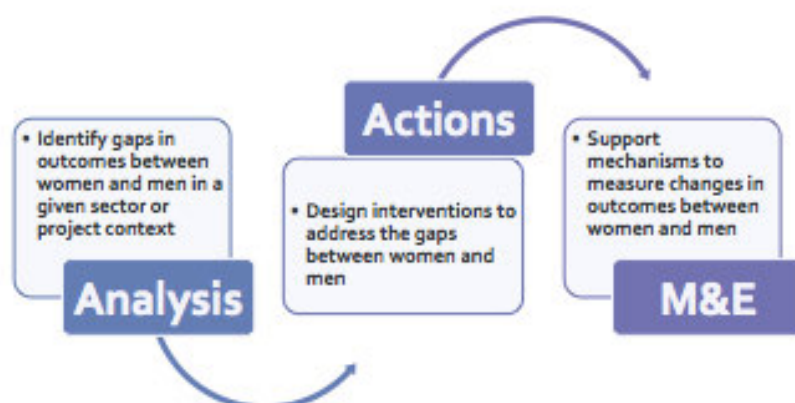 • Identify gaps in
outcomes between
women and men in a
given sector or
project context
Analysis
Actions
• Design interventions to
address the gaps
between women and
men
• Support
mechanisms to
measure changes in
outcomes between
women and men
M&E